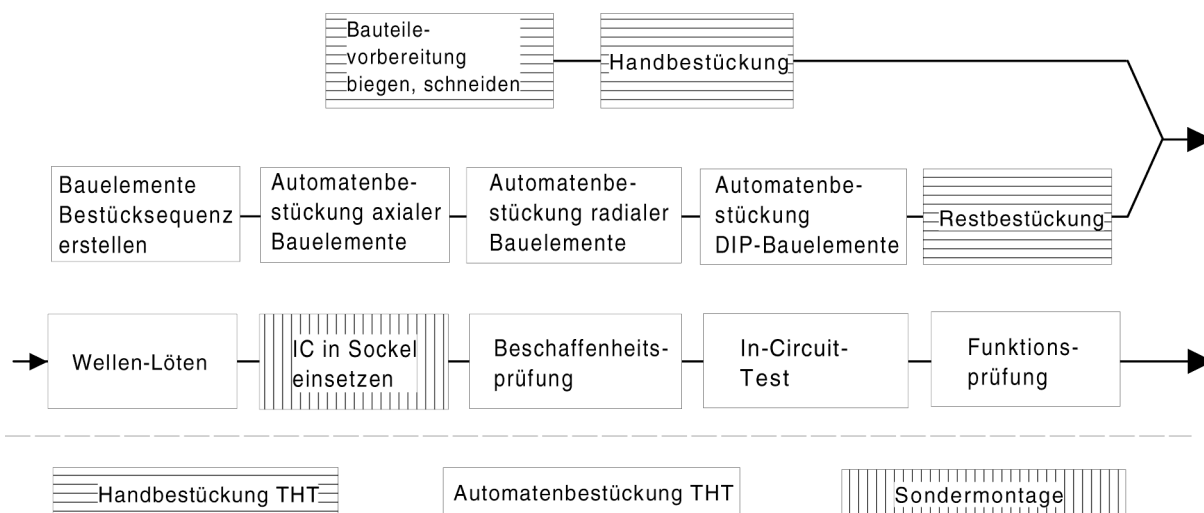 Bauteile-
vorbereitung
biegen, schneiden
Handbestückung
Bauelemente
Bestücksequenz
erstellen
Automatenbe-
stückung axialer
Bauelemente
Automatenbe-
stückung radialer
Bauelemente
Automatenbe-
stückung
DIP-Bauelemente
Restbestückung
Wellen-Löten
IC in Sockel
einsetzen
Beschaffenheits-
prüfung
In-Circuit-
Test
Funktions-
prüfung
Handbestückung THT
Automatenbestückung THT
Sondermontage